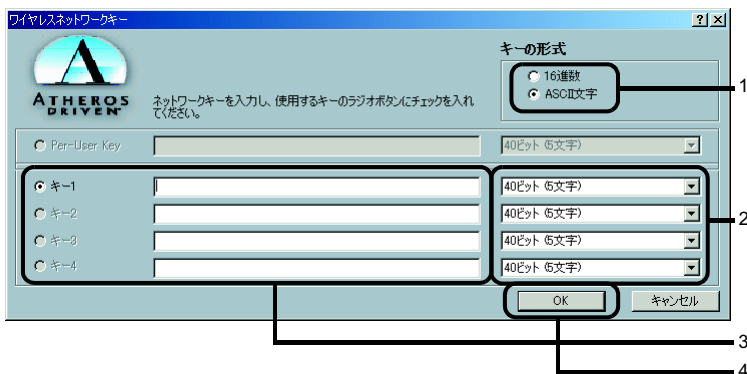 ワイヤレスネットワークキー
キーの形式
16進数
ASCII文字
1
ATHEROS
DRIVEN™
ネットワークキーを入力し、使用するキーのラジオボタンにチェックを入れ
てください。
Per-User Key
40ビット (5文字)
キー1
40ビット (5文字)
キー2
40ビット (5文字)
2
キー3
40ビット (5文字)
キー4
40ビット (5文字)
OK
キャンセル
3
4